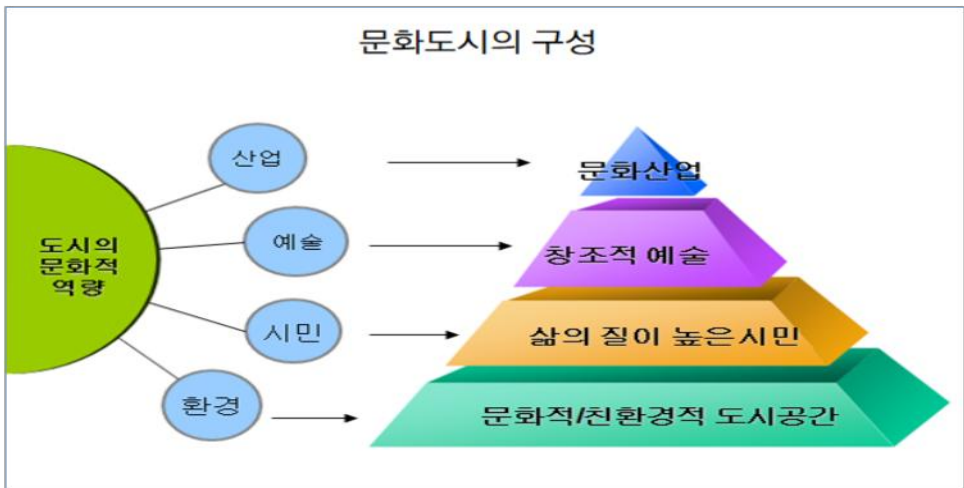 문화도시의 구성
도시의
문화적
역량
산업
예술
시민
환경
문화산업
창조적 예술
삶의 질이 높은시민
문화적/친환경적 도시공간